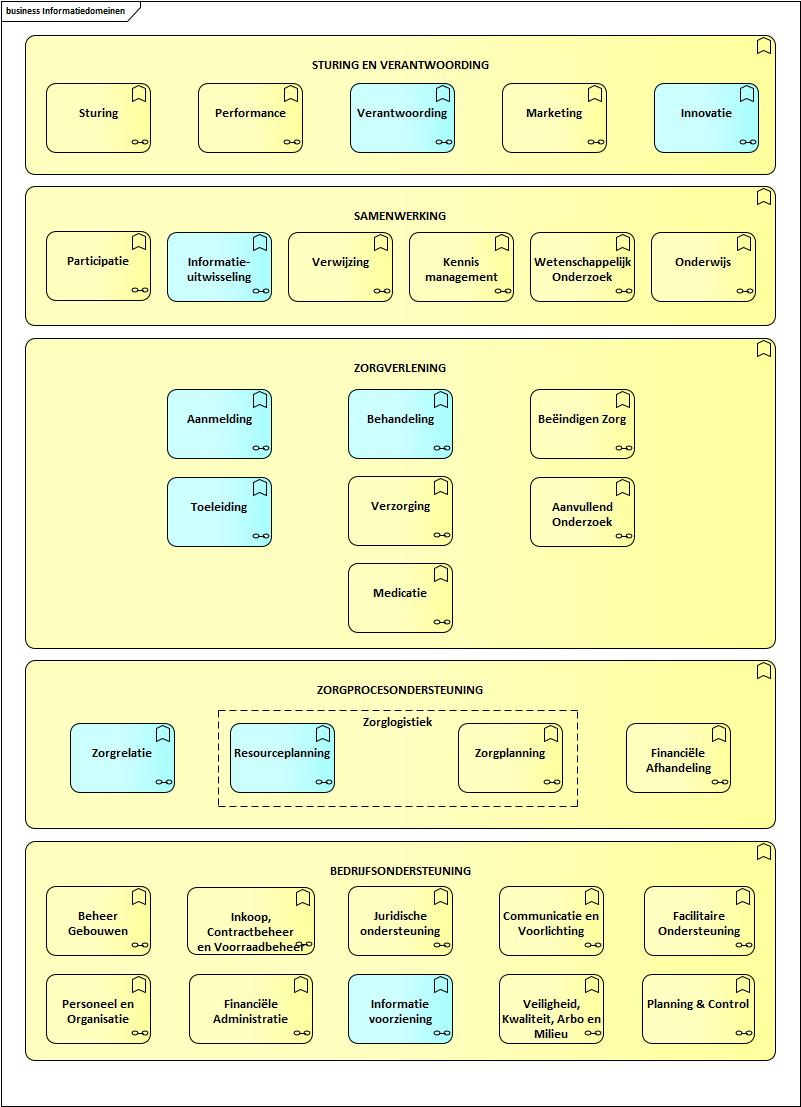 business Informatiedomeinen
STURING EN VERANTWOORDING
Sturing
Performance
Verantwoording
Marketing
Innovatie
SAMENWERKING
Participatie
Informatie-
uitwisseling
Verwijzing
Kennis
management
Wetenschappelijk
Onderzoek
Onderwijs
ZORGVERLENING
Aanmelding
Behandeling
Beëindigen Zorg
Toeleiding
Verzorging
Aanvullend
Onderzoek
Medicatie
ZORGPROCESONDERSTEUNING
Zorglogistiek
Zorgrelatie
Resourceplanning
Zorgplanning
Financiële
Afhandeling
BEDRIJFSONDERSTEUNING
Beheer
Gebouwen
Inkoop,
Contractbeheer
en Voorraadbeheer
Juridische
ondersteuning
Communicatie en
Voorlichting
Facilitaire
Ondersteuning
Personeel en
Organisatie
Financiële
Administratie
Informatie
voorziening
Veiligheid,
Kwaliteit, Arbo en
Milieu
Planning & Control